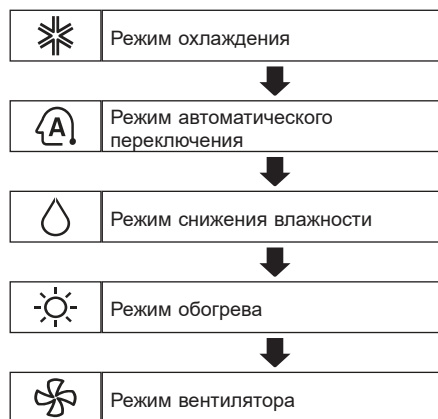 Режим охлаждения
A
Режим автоматического
переключения
Режим снижения влажности
Режим обогрева
Режим вентилятора